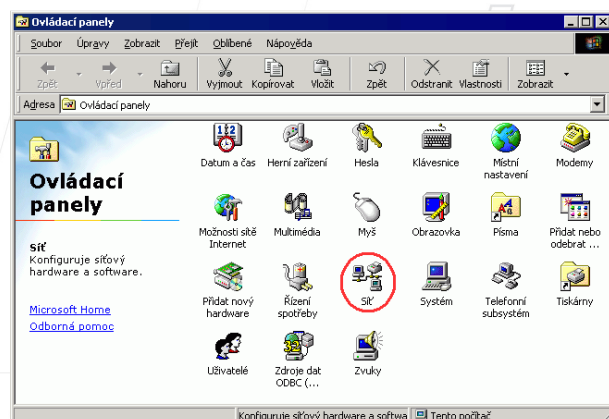 Ovládací panely
Soubor Úpravy Zobrazit Přejít Oblíbené Nápověda
Zpět Vpřed Nahoru Vyjmout Kopírovat Vložit Zpět Odstranit Vlastnosti Zobrazit
Adresa Ovládací panely
Ovládací
panely
Síť
Konfiguruje síťový
hardware a software.
Microsoft Home
Odborná pomoc
Datum a čas Herní zařízení Hesla Klávesnice Místní
nastavení Modemy
Možnosti sítě
Internet Multimédia Myš Obrazovka Písma Přidat nebo
odebrat ...
Přidat nový
hardware Řízení
spotřeby Síť Systém Telefonní
subsystém Tiskárny
Uživatelé Zdroje dat
ODBC (... Zvuky
Konfiguruje síťový hardware a softwa Tento počítač